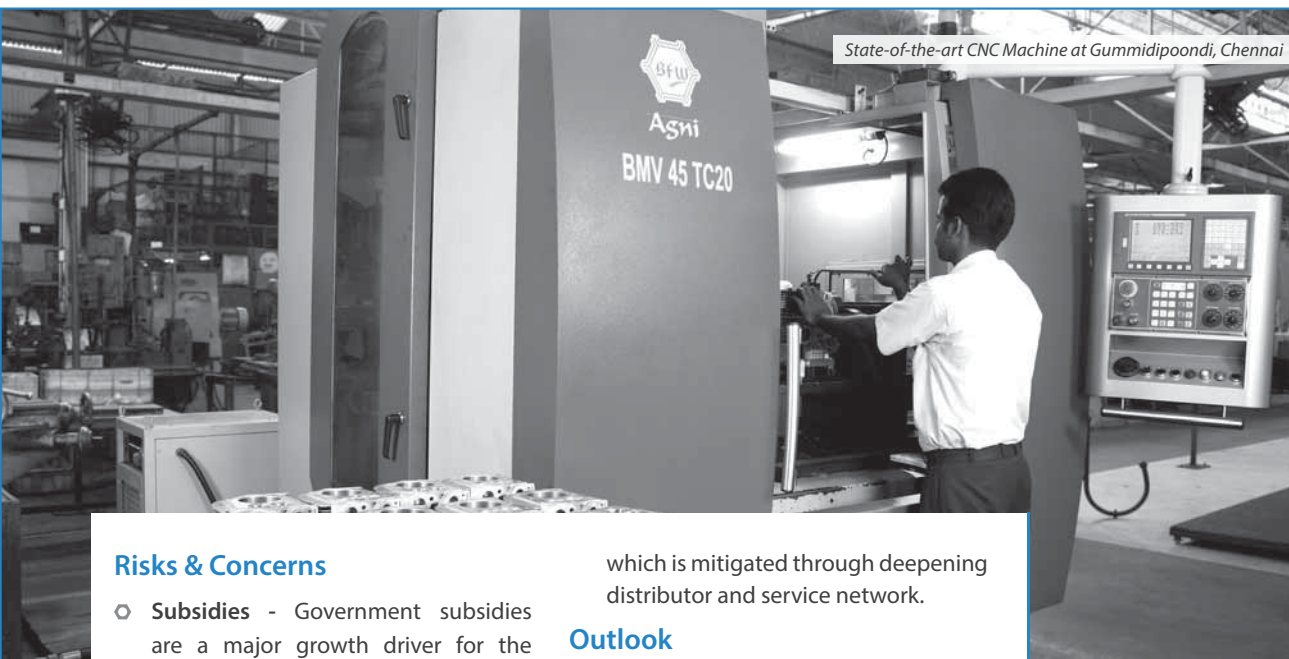 State-of-the-art CNC Machine at Gummidipoondi, Chennai
BFW
Agni
BMV 45 TC20
Risks & Concerns
Subsidies - Government subsidies
are a major growth driver for the
which is mitigated through deepening
distributor and service network.
Outlook